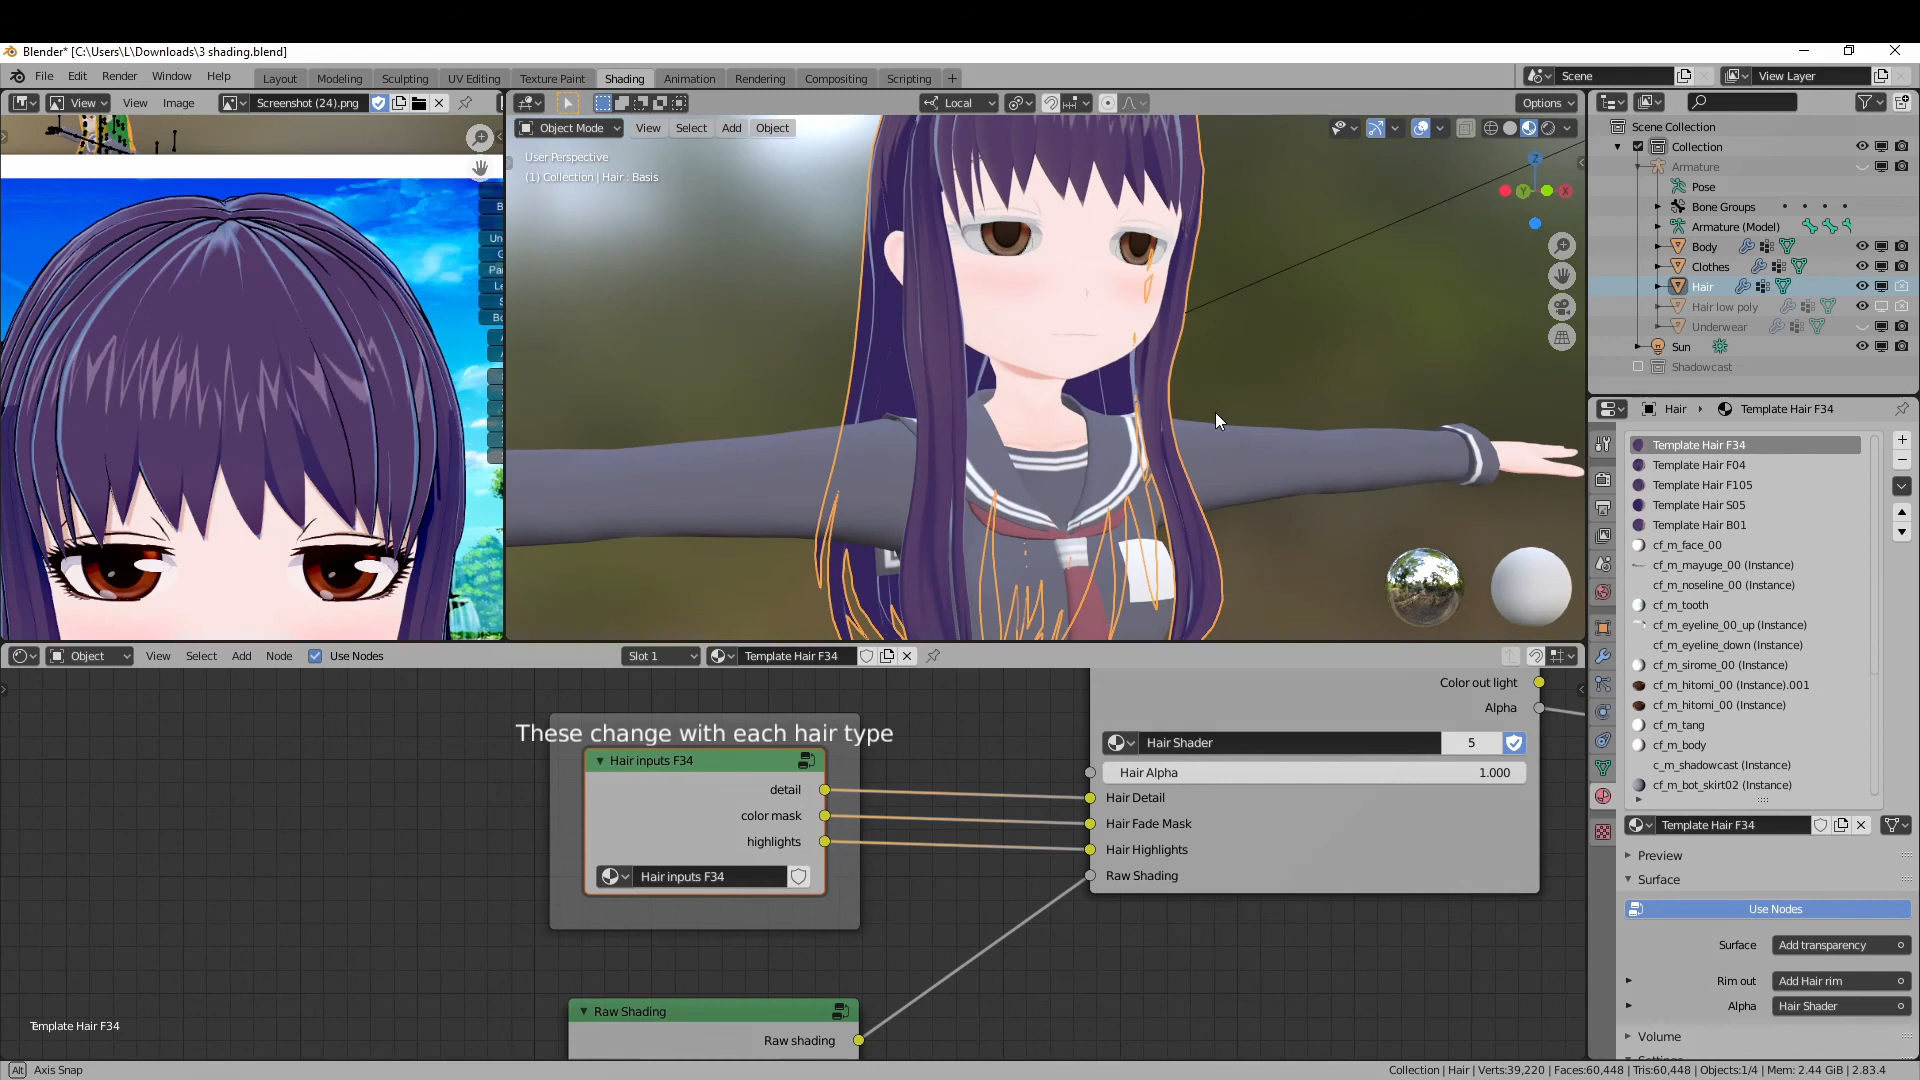 Blender* [C:\Users\L\Downloads\3 shading.blend]
File Edit Render Window Help
Layout Modeling Sculpting UV Editing Texture Paint Shading Animation Rendering Compositing Scripting
Scene
View Layer
View View Image Screenshot (24).png
Local
Options
Object Mode View Select Add Object
User Perspective
(1) Collection | Hair : Basis
Z
Y
X
Scene Collection
Collection
Armature
Pose
Bone Groups
Armature (Model)
Body
Clothes
Hair
Hair low poly
Underwear
Sun
Shadowcast
Hair Template Hair F34
Template Hair F34
Template Hair F04
Template Hair F105
Template Hair S05
Template Hair B01
cf_m_face_00
cf_m_mayuge_00 (Instance)
cf_m_noseline_00 (Instance)
cf_m_tooth
cf_m_eyeline_00_up (Instance)
cf_m_eyeline_down (Instance)
cf_m_sirome_00 (Instance)
cf_m_hitomi_00 (Instance).001
cf_m_hitomi_00 (Instance)
cf_m_tang
cf_m_body
c_m_shadowcast (Instance)
cf_m_bot_skirt02 (Instance)
Template Hair F34
Preview
Surface
Use Nodes
Surface Add transparency
Rim out Add Hair rim
Alpha Hair Shader
Volume
Object View Select Add Node Use Nodes Slot 1 Template Hair F34
These change with each hair type
Hair inputs F34
detail
color mask
highlights
Hair inputs F34
Color out light
Alpha
Hair Shader 5
Hair Alpha 1.000
Hair Detail
Hair Fade Mask
Hair Highlights
Raw Shading
Raw Shading
Raw shading
Template Hair F34
Alt Axis Snap
Collection | Hair | Verts:39,220 | Faces:60,448 | Tris:60,448 | Objects:1/4 | Mem: 2.44 GiB | 2.83.4